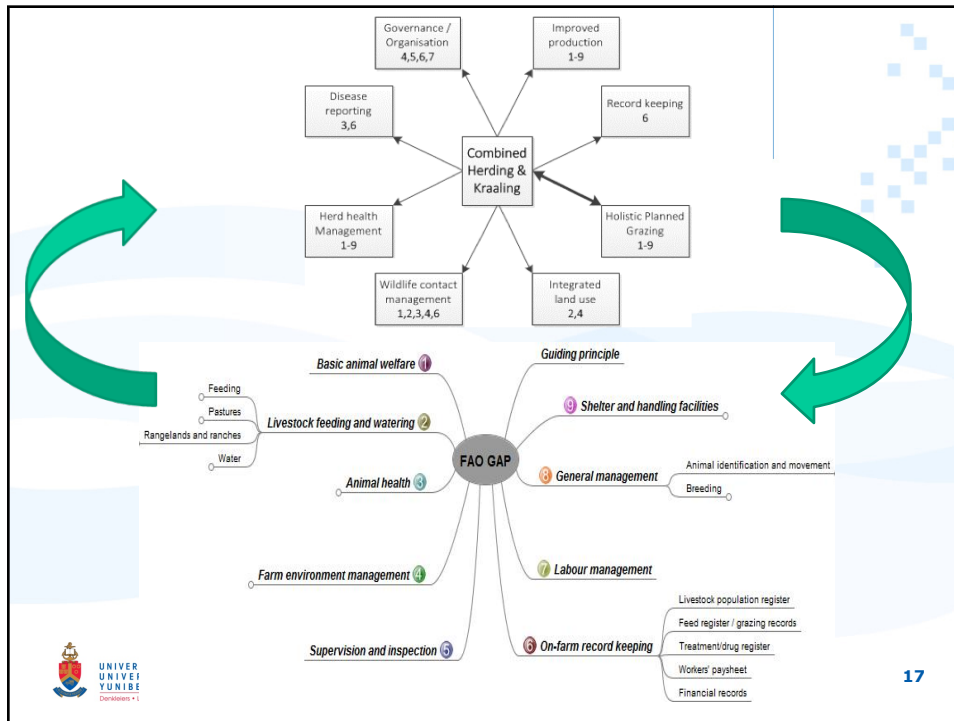 Governance /
Organisation
4,5,6,7
Improved
production
1-9
Disease
reporting
3,6
Record keeping
6
Combined
Herding &
Kraaling
Herd health
Management
1-9
Holistic Planned
Grazing
1-9
Wildlife contact
management
1,2,3,4,6
Integrated
land use
2,4
Basic animal welfare 1
Guiding principle
Feeding
Pastures
Rangelands and ranches
Water
Livestock feeding and watering 2
9 Shelter and handling facilities
FAO GAP
Animal health 3
8 General management
Animal identification and movement
Breeding
Farm environment management 4
7 Labour management
Supervision and inspection 5
6 On-farm record keeping
Livestock population register
Feed register / grazing records
Treatment/drug register
Workers' paysheet
Financial records
UNIVER
UNIVER
YUNIBE
Denkleiers • L
17